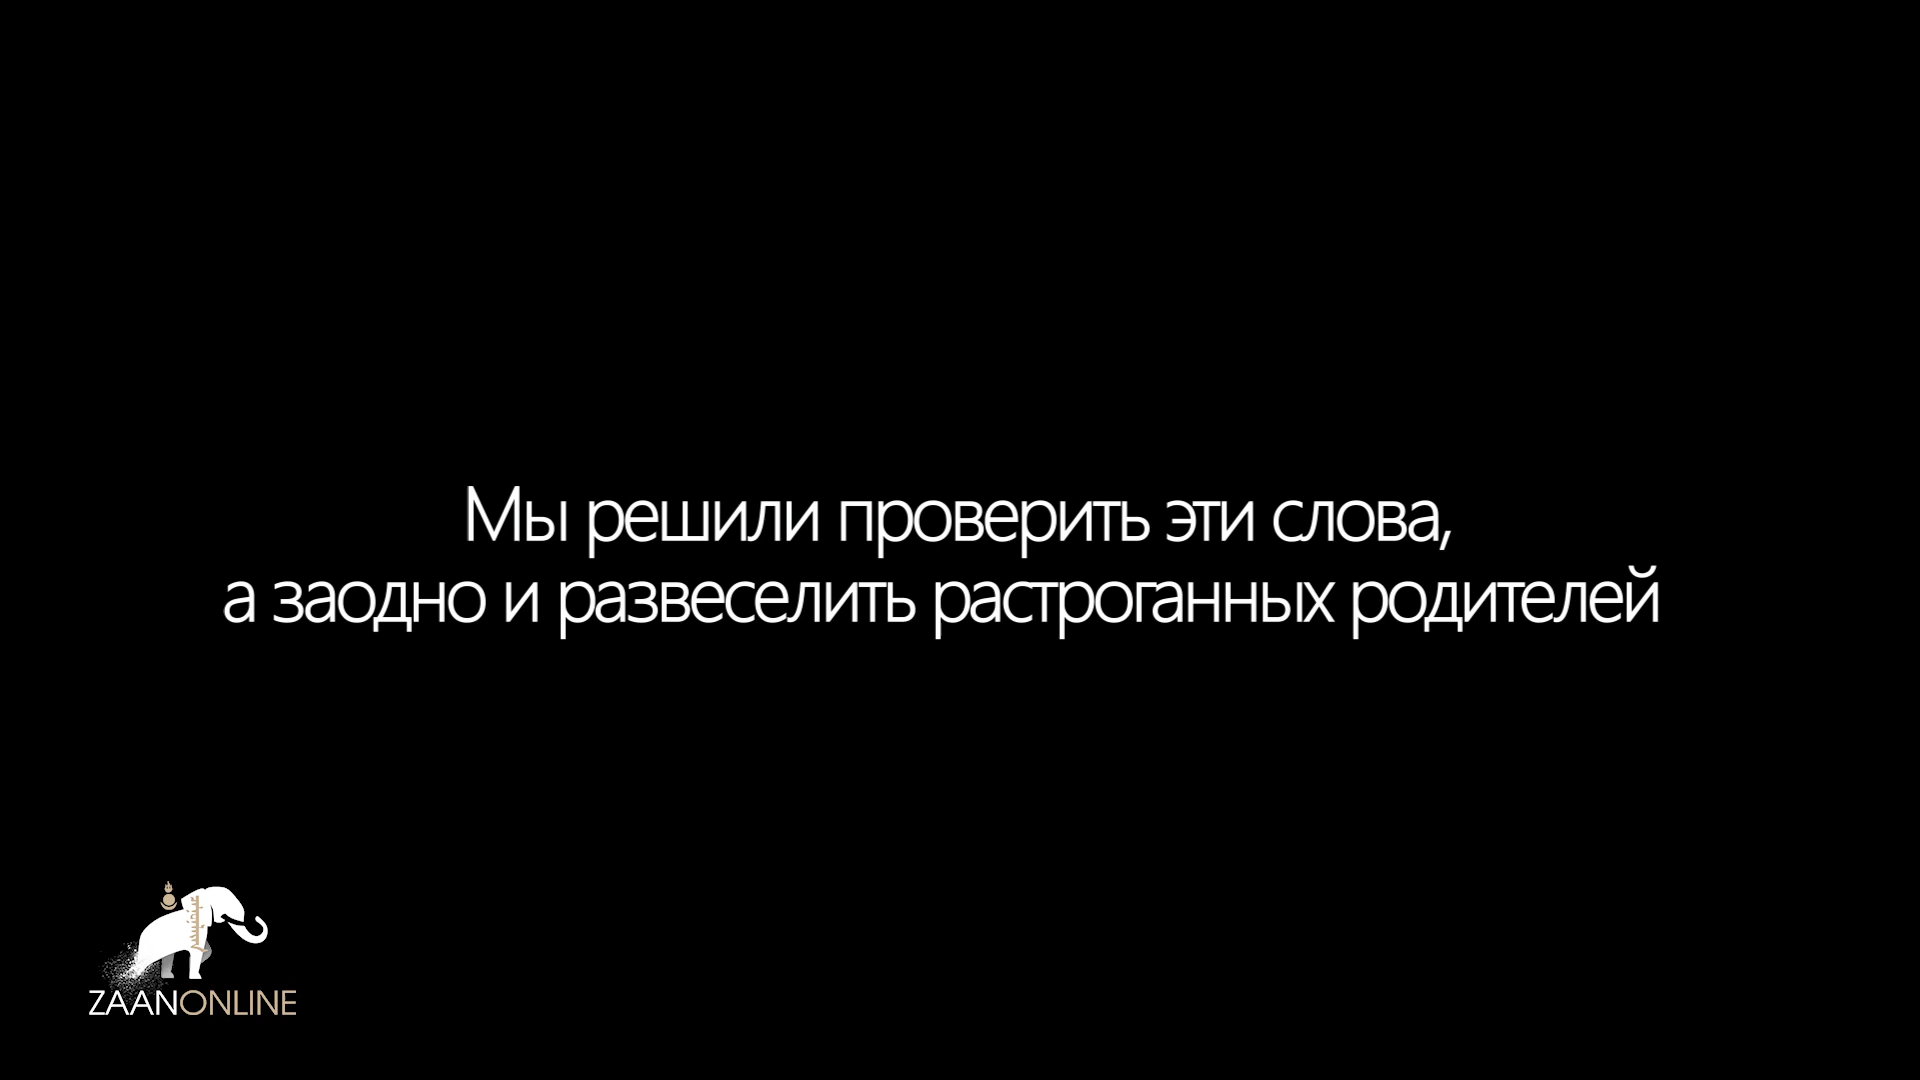 Мы решили проверить эти слова,
а заодно и развеселить растроганных родителей
ZAANONLINE